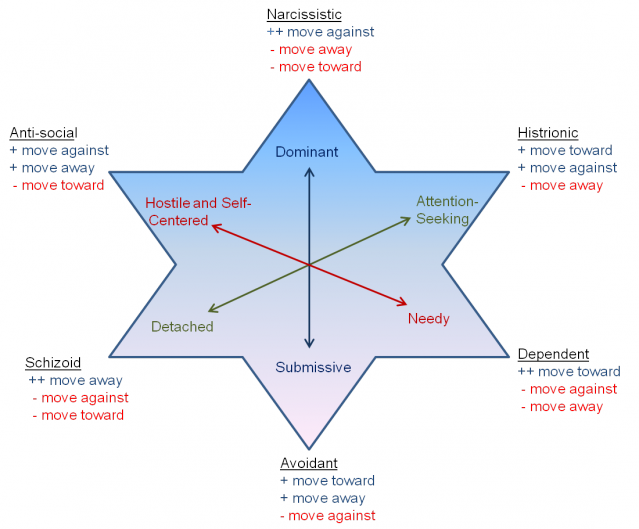 Narcissistic
++ move against
- move away
- move toward
Anti-social
+ move against
+ move away
- move toward
Histrionic
+ move toward
+ move against
- move away
Dominant
Hostile and Self-
Centered
Attention-
Seeking
Detached
Needy
Submissive
Schizoid
++ move away
- move against
- move toward
Dependent
++ move toward
- move against
- move away
Avoidant
+ move toward
+ move away
- move against